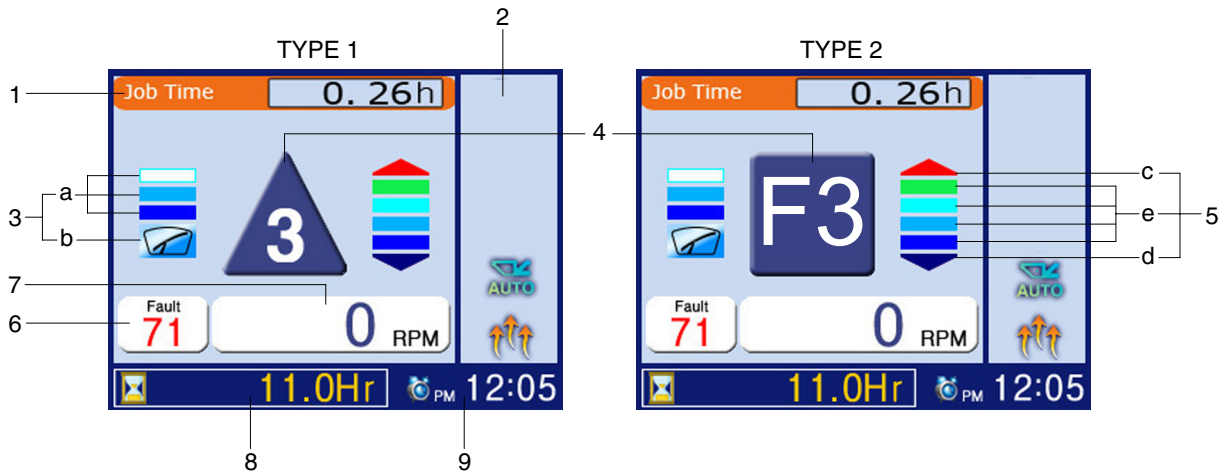 2
TYPE 1
TYPE 2
1
Job Time 0. 26h
Job Time 0. 26h
4
3
a
b
3
F3
c
e
d
5
AUTO
AUTO
7
6
Fault
71
0 RPM
Fault
71
0 RPM
11.0Hr PM 12:05
11.0Hr PM 12:05
8
9